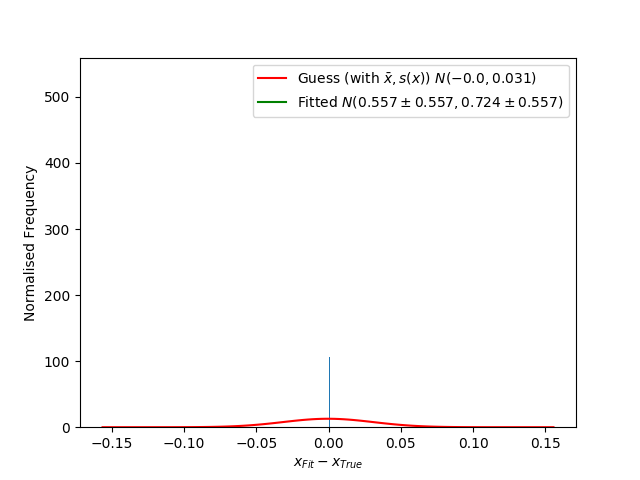 Guess (with x̄, s(x)) N(−0.0, 0.031)
Fitted N(0.557 ± 0.557, 0.724 ± 0.557)
Normalised Frequency
500
400
300
200
100
0
−0.15 −0.10 −0.05 0.00 0.05 0.10 0.15
x_Fit − x_True